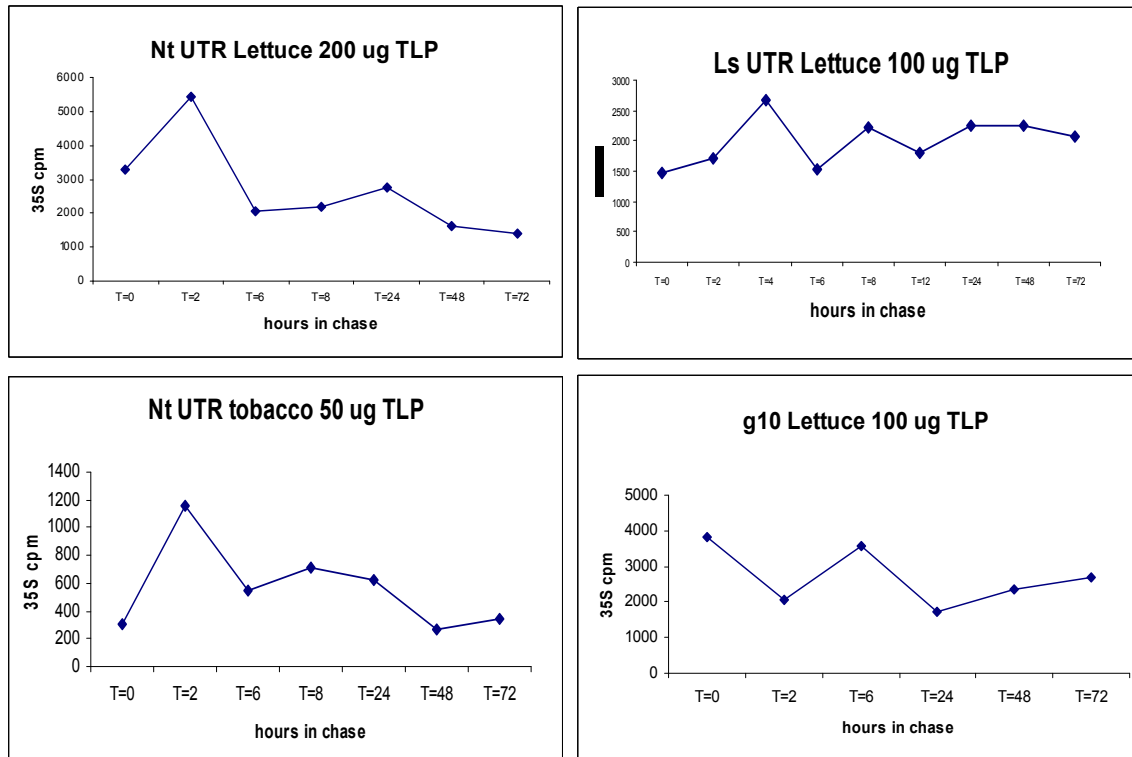 Nt UTR Lettuce 200 ug TLP
6000
5000
4000
3000
2000
1000
0
35S cpm
T=0 T=2 T=6 T=8 T=24 T=48 T=72
hours in chase
Ls UTR Lettuce 100 ug TLP
3000
2500
2000
1500
1000
500
0
T=0 T=2 T=4 T=6 T=8 T=12 T=24 T=48 T=72
hours in chase
Nt UTR tobacco 50 ug TLP
1400
1200
1000
800
600
400
200
0
35S cpm
T=0 T=2 T=6 T=8 T=24 T=48 T=72
hours in chase
g10 Lettuce 100 ug TLP
5000
4000
3000
2000
1000
0
35S cpm
T=0 T=2 T=6 T=24 T=48 T=72
hours in chase